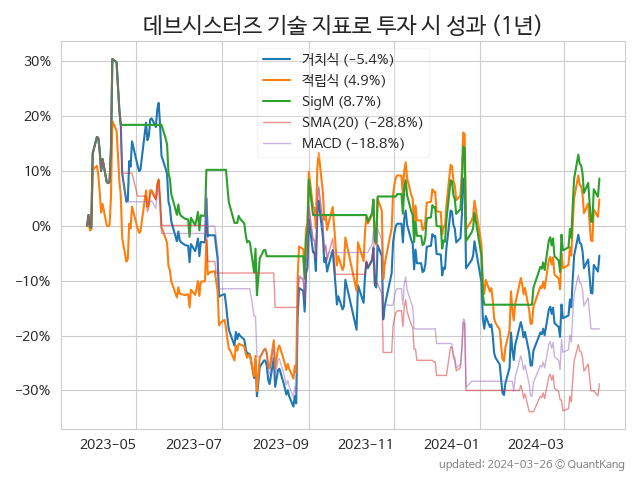 데브시스터즈 기술 지표로 투자 시 성과 (1년)
거치식 (−5.4%)
적립식 (4.9%)
SigM (8.7%)
SMA(20) (−28.8%)
MACD (−18.8%)
30%
20%
10%
0%
−10%
−20%
−30%
2023-05 2023-07 2023-09 2023-11 2024-01 2024-03
updated: 2024-03-26 ⓒ QuantKang